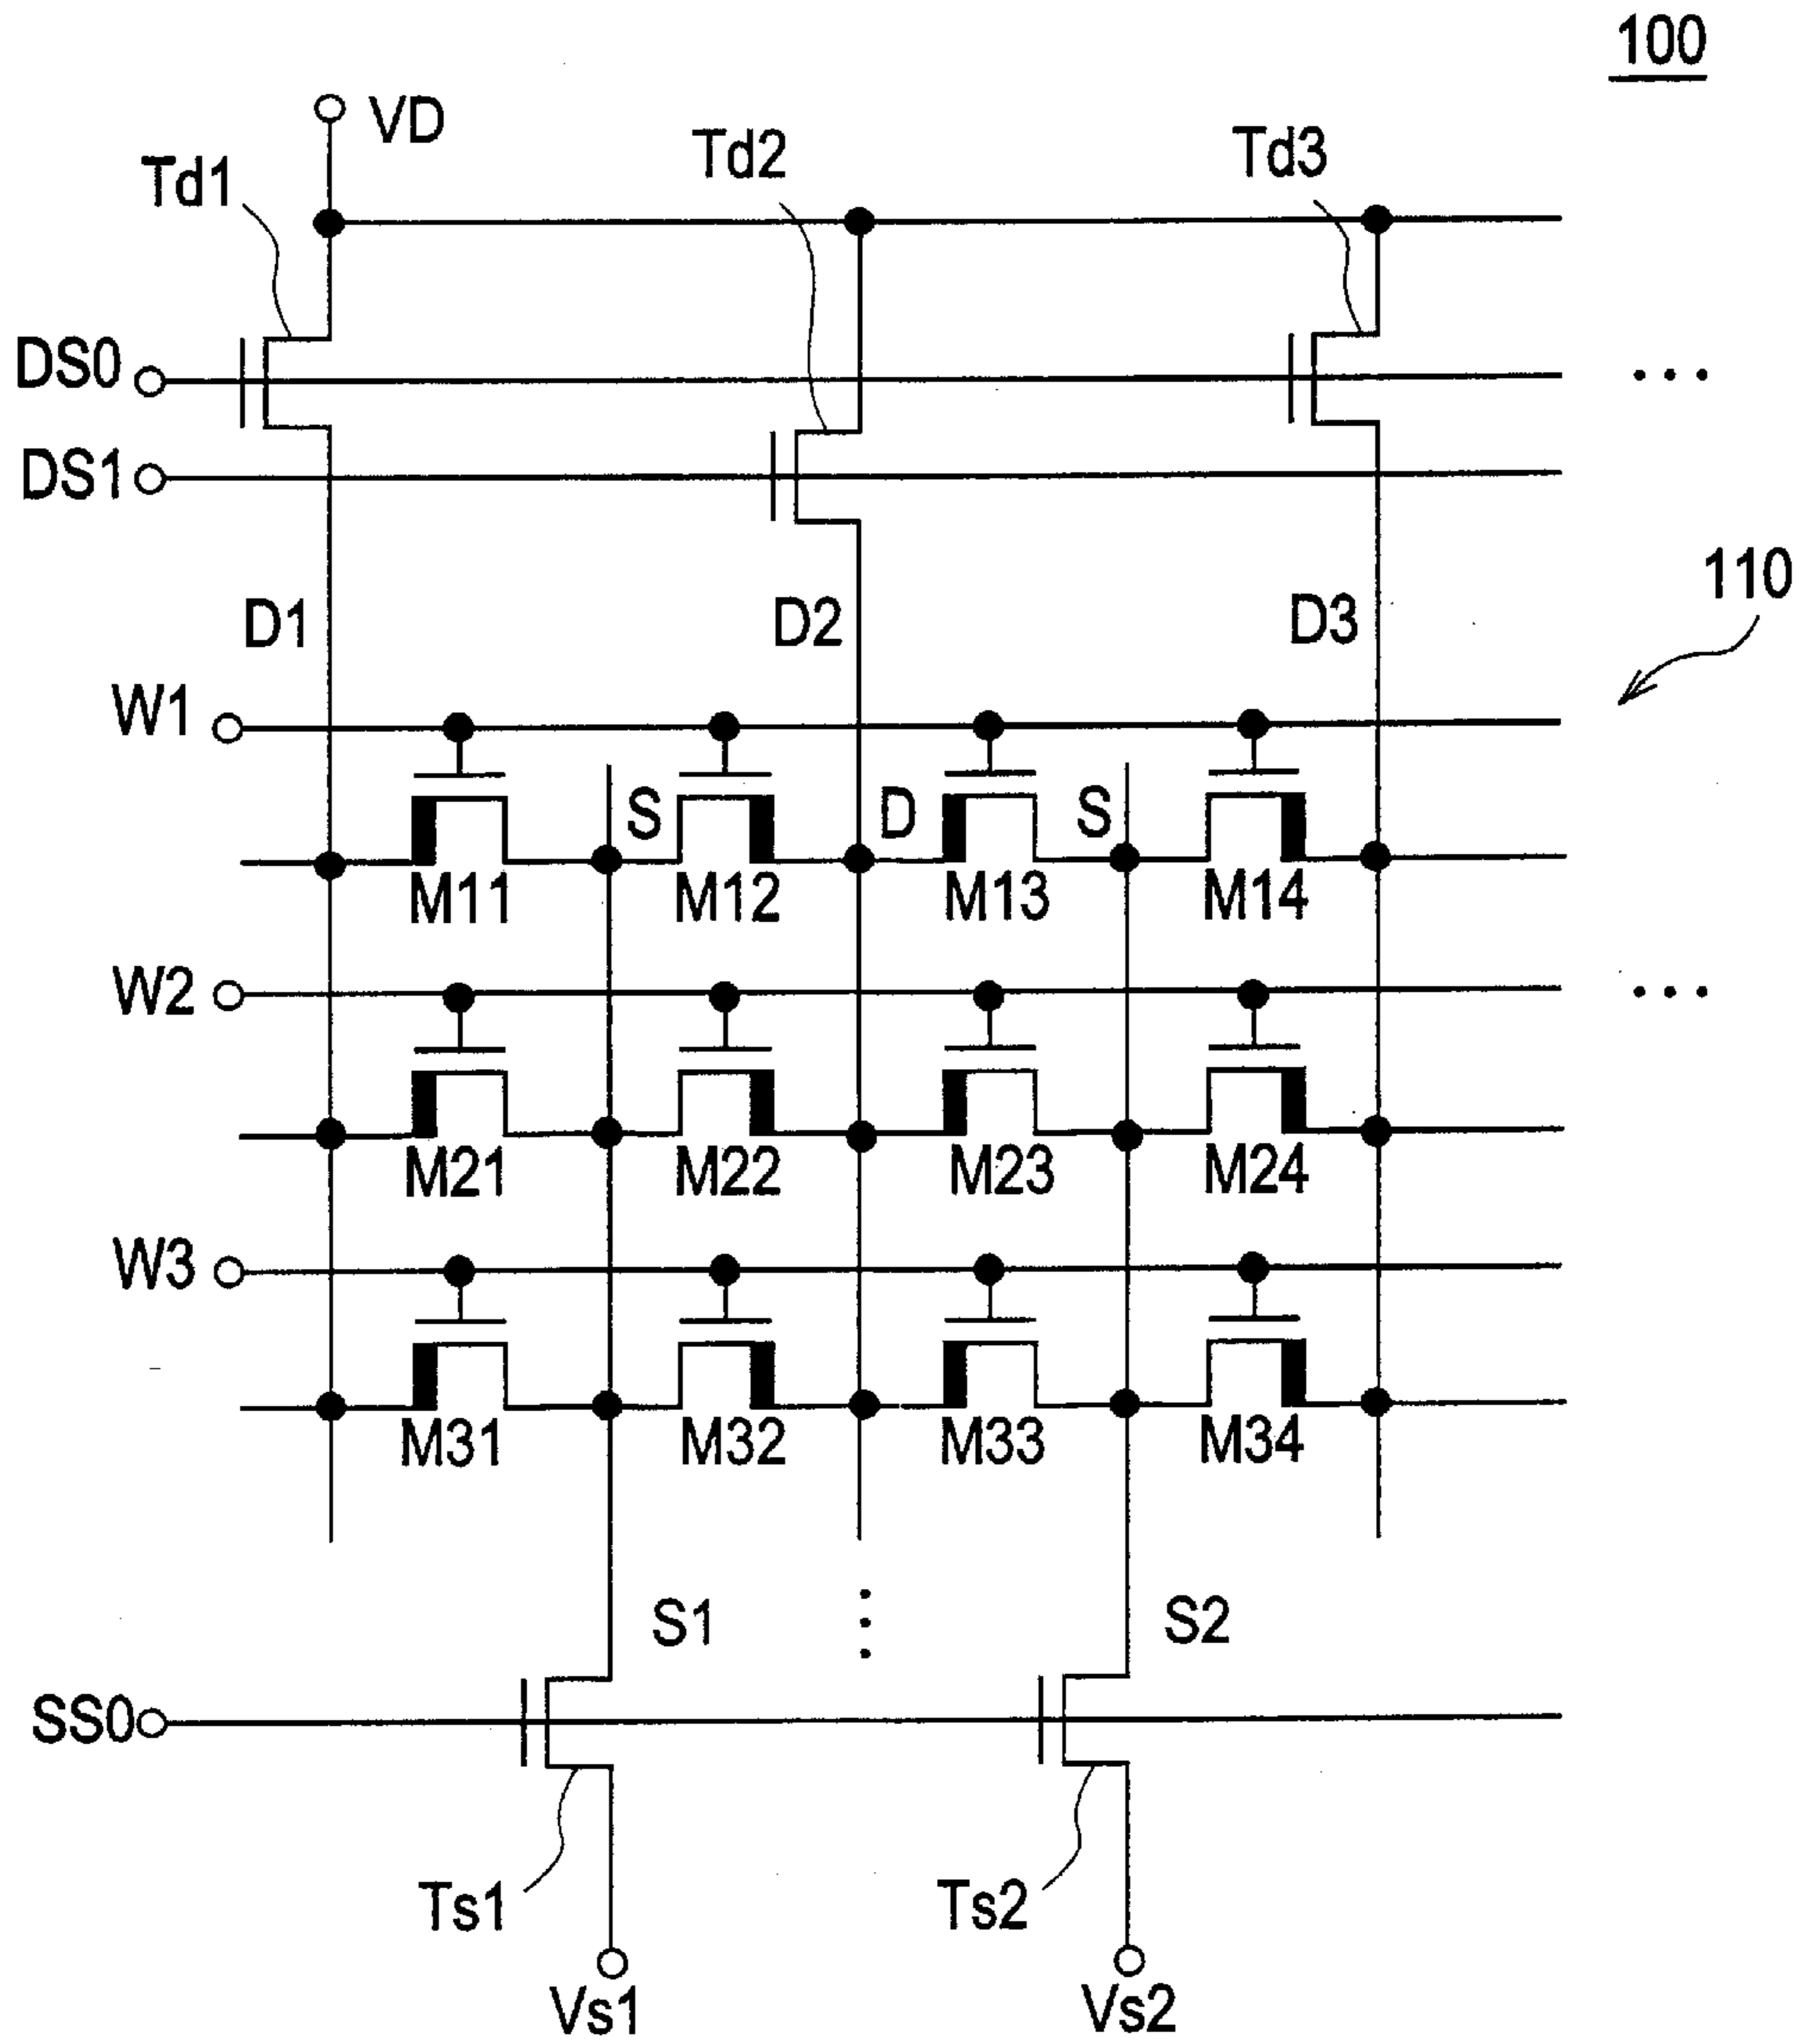 100
VD
Td1
Td2
Td3
DS0
...
DS1
110
D1
D2
D3
W1
S
D
S
M11
M12
M13
M14
W2
...
M21
M22
M23
M24
W3
M31
M32
M33
M34
S1
S2
SS0
Ts1
Ts2
Vs1
Vs2